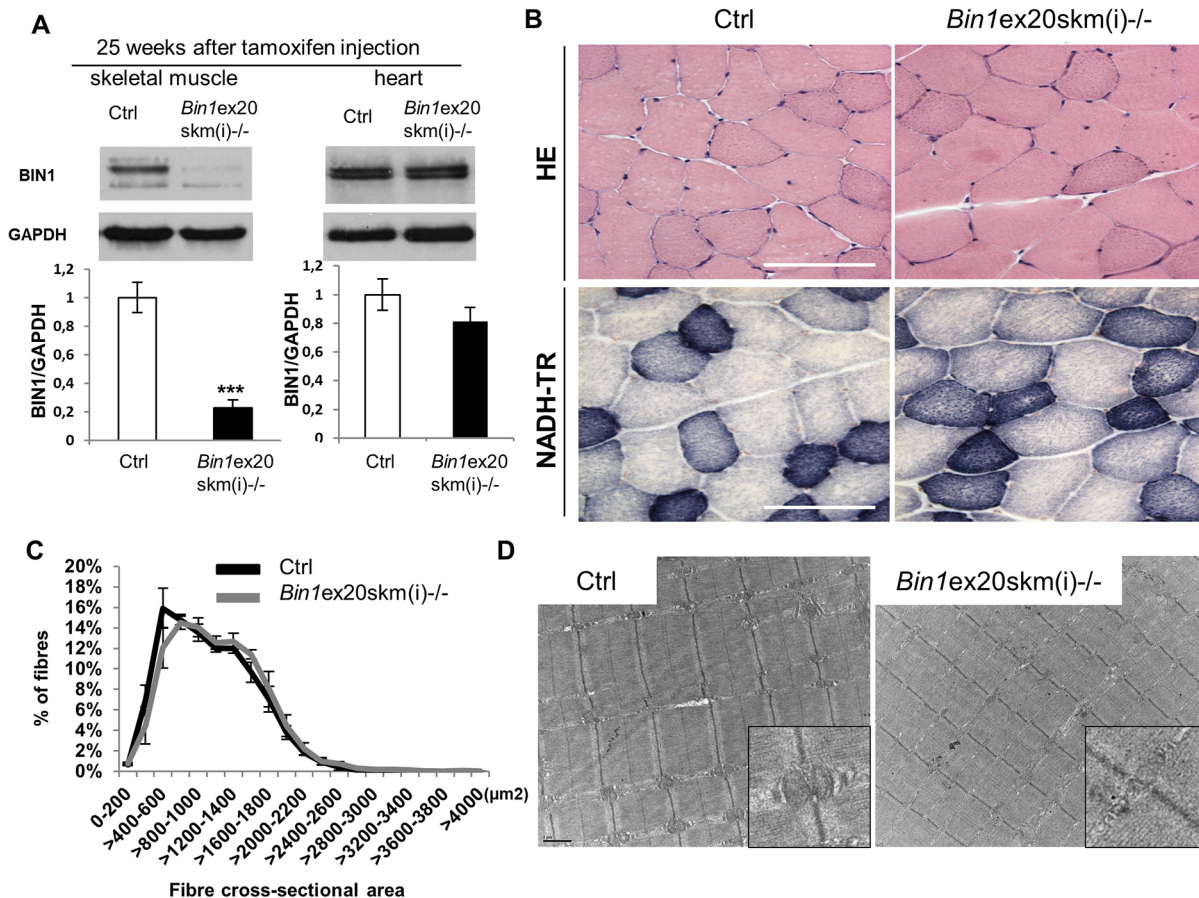 A
25 weeks after tamoxifen injection
skeletal muscle
heart
Ctrl
Bin1ex20
skm(i)-/-
Ctrl
Bin1ex20
skm(i)-/-
BIN1
GAPDH
BIN1/GAPDH
1,2
1
0,8
0,6
0,4
0,2
0
***
Ctrl
Bin1ex20
skm(i)-/-
BIN1/GAPDH
1,2
1
0,8
0,6
0,4
0,2
0
Ctrl
Bin1ex20
skm(i)-/-
B
Ctrl
Bin1ex20skm(i)-/-
HE
NADH-TR
C
Ctrl
Bin1ex20skm(i)-/-
% of fibres
20%
18%
16%
14%
12%
10%
8%
6%
4%
2%
0%
0-200
>400-600
>800-1000
>1200-1400
>1600-1800
>2000-2200
>2400-2600
>2800-3000
>3200-3400
>3600-3800
>4000
(µm2)
Fibre cross-sectional area
D
Ctrl
Bin1ex20skm(i)-/-